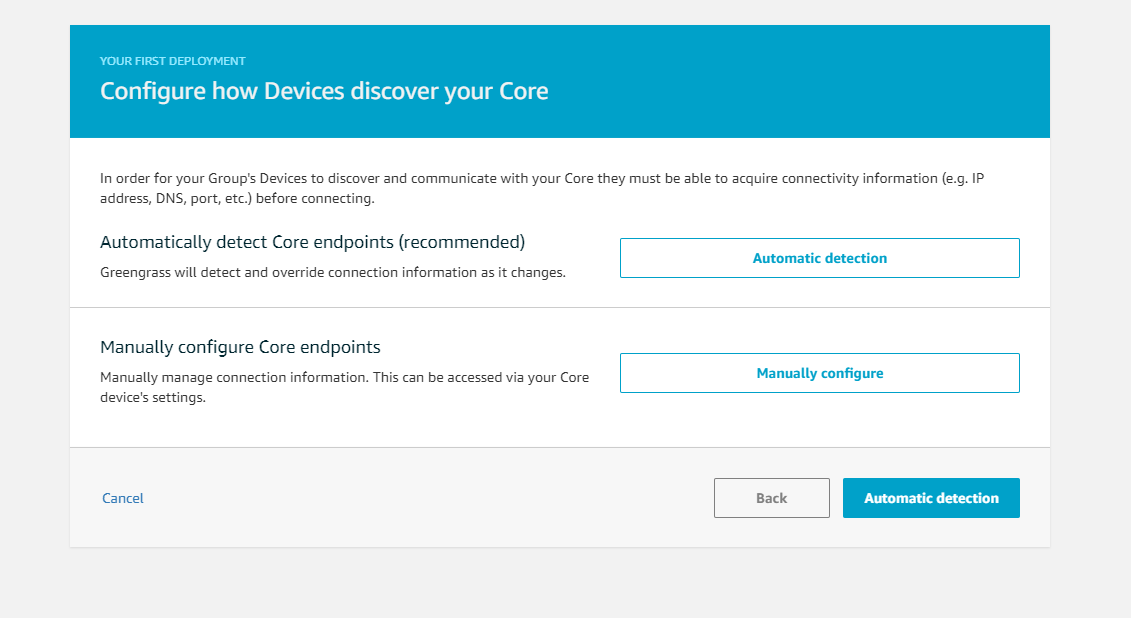 YOUR FIRST DEPLOYMENT
Configure how Devices discover your Core
In order for your Group's Devices to discover and communicate with your Core they must be able to acquire connectivity information (e.g. IP
address, DNS, port, etc.) before connecting.
Automatically detect Core endpoints (recommended)
Greengrass will detect and override connection information as it changes.
Automatic detection
Manually configure Core endpoints
Manually manage connection information. This can be accessed via your Core
device's settings.
Manually configure
Cancel
Back
Automatic detection